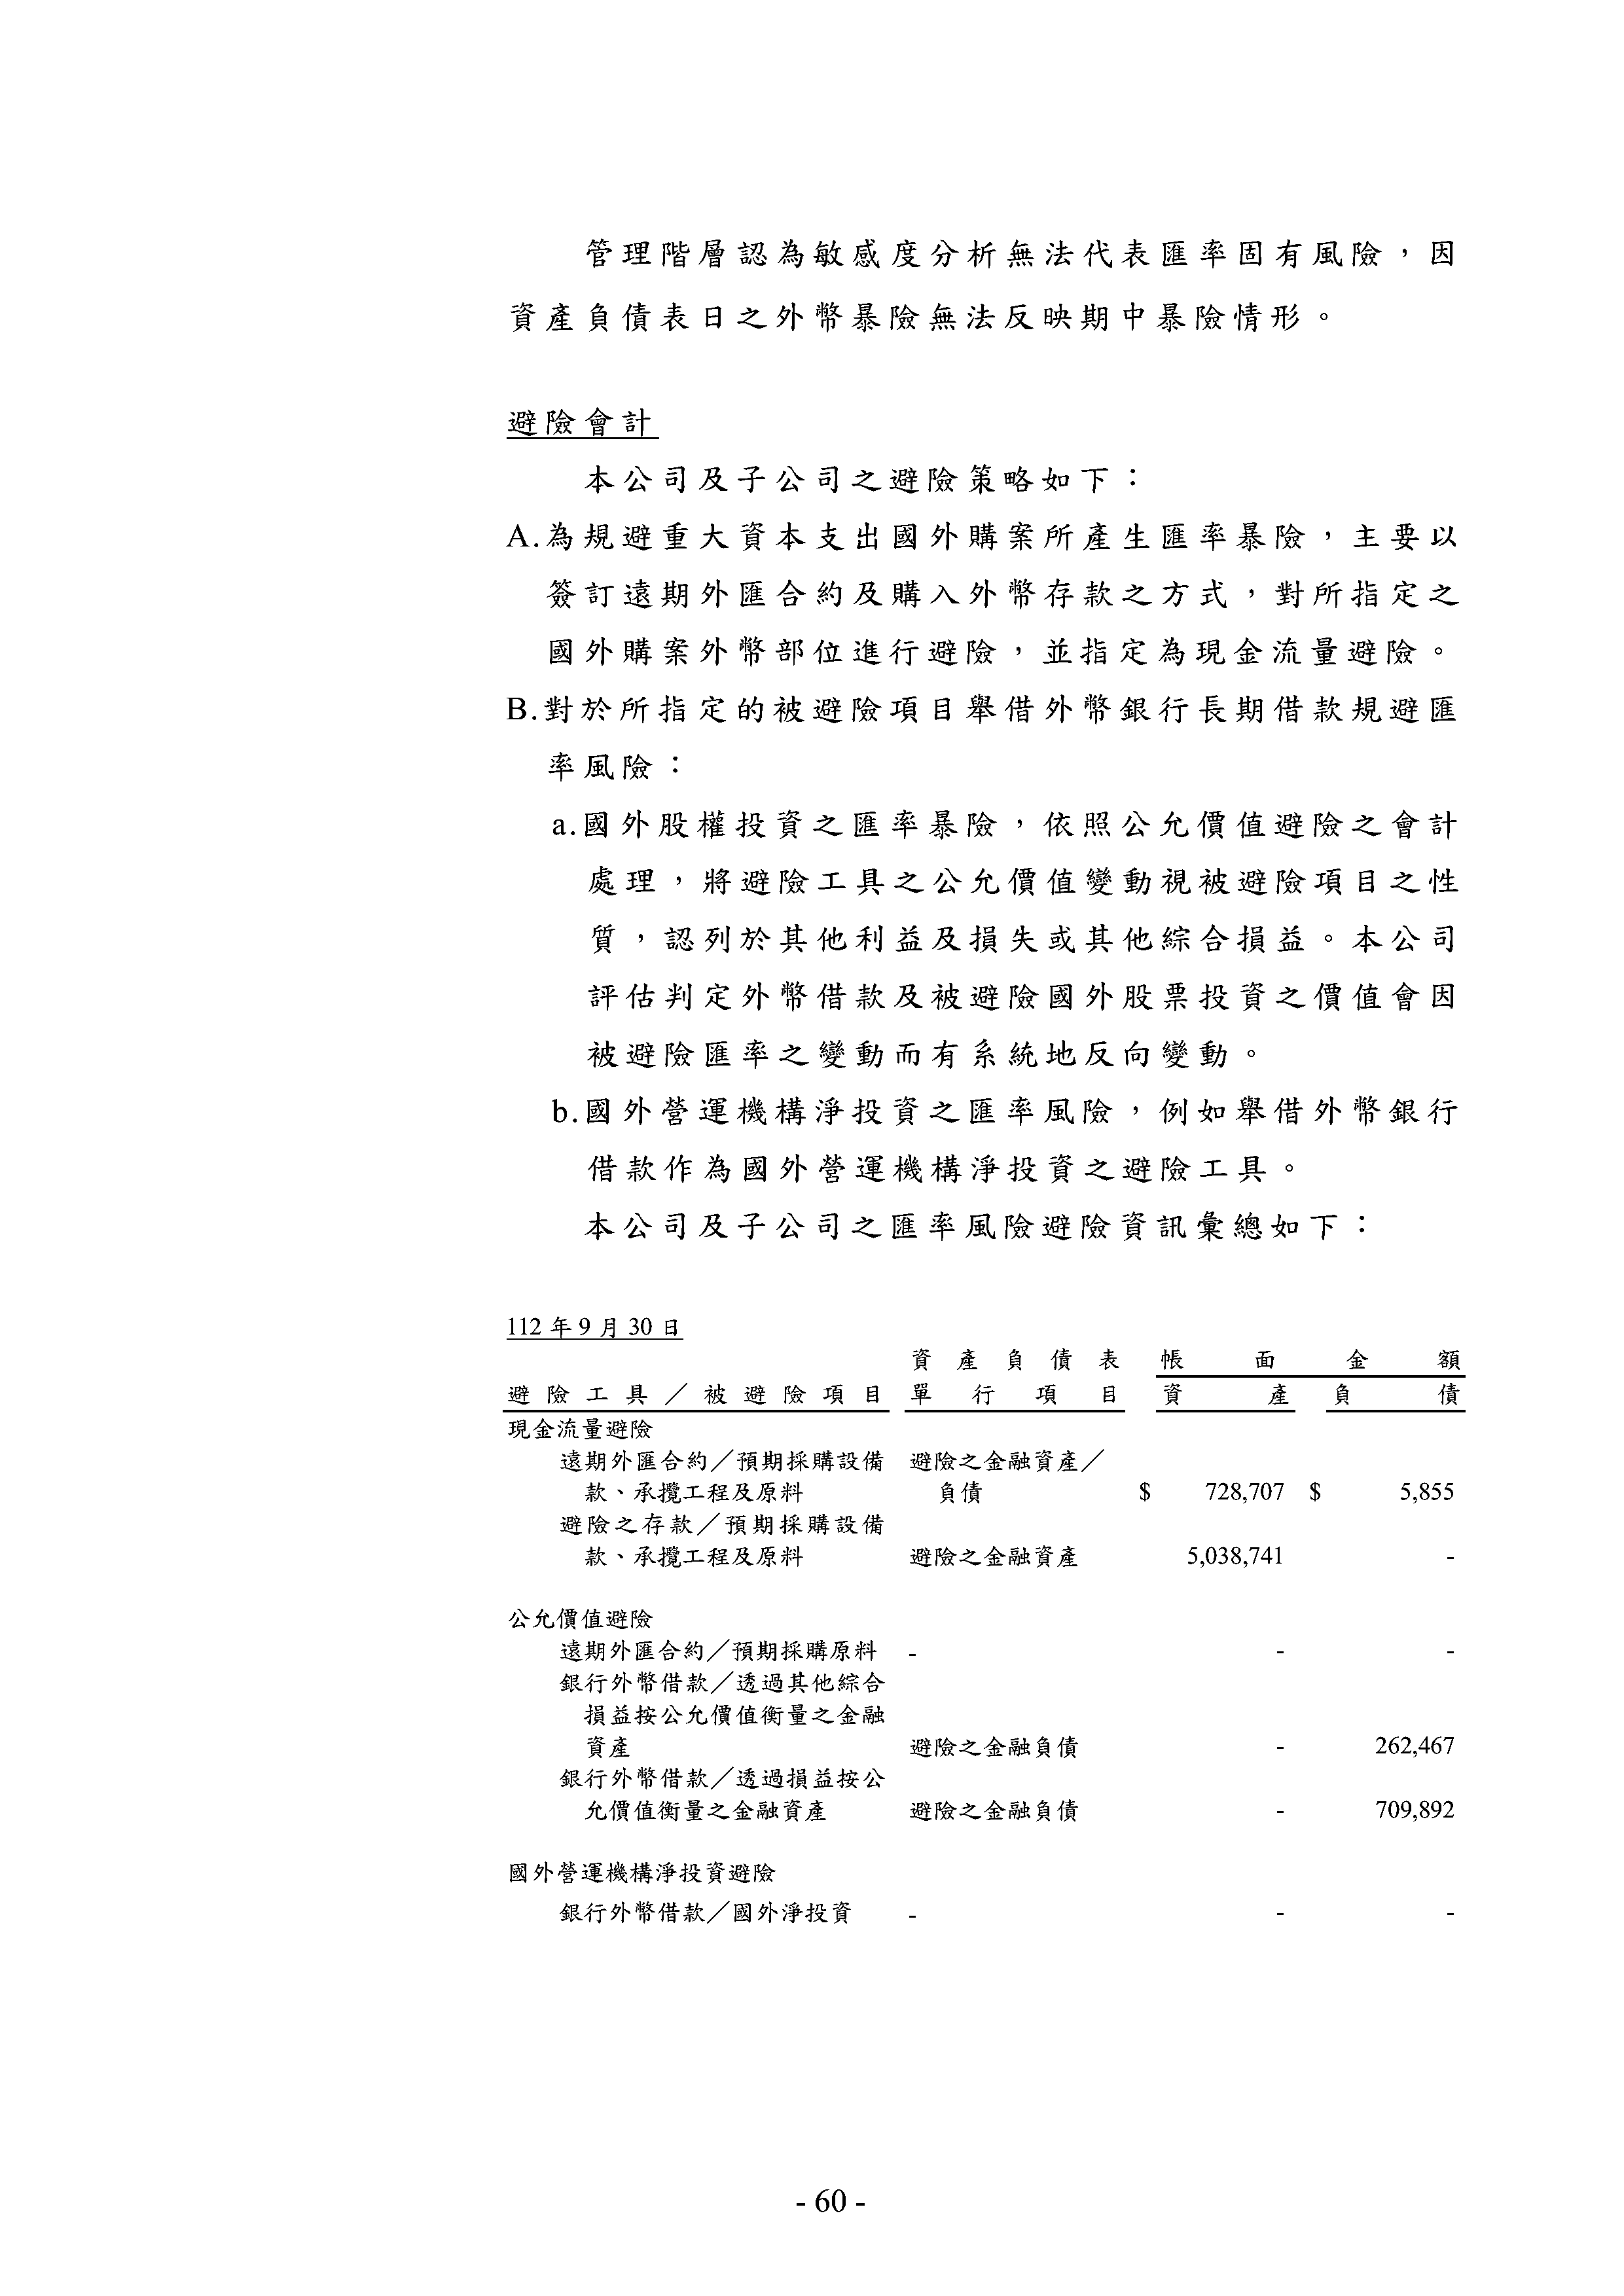 管理階層認為敏感度分析無法代表匯率固有風險，因
資產負債表日之外幣暴險無法反映期中暴險情形。
避險會計
本公司及子公司之避險策略如下：
A.為規避重大資本支出國外購案所產生匯率暴險，主要以
簽訂遠期外匯合約及購入外幣存款之方式，對所指定之
國外購案外幣部位進行避險，並指定為現金流量避險。
B.對於所指定的被避險項目舉借外幣銀行長期借款規避匯
率風險：
a.國外股權投資之匯率暴險，依照公允價值避險之會計
處理，將避險工具之公允價值變動視被避險項目之性
質，認列於其他利益及損失或其他綜合損益。本公司
評估判定外幣借款及被避險國外股票投資之價值會因
被避險匯率之變動而有系統地反向變動。
b.國外營運機構淨投資之匯率風險，例如舉借外幣銀行
借款作為國外營運機構淨投資之避險工具。
本公司及子公司之匯率風險避險資訊彙總如下：
112 年 9 月 30 日
資產負債表 帳面金額
避險工具／被避險項目 單行項目 資產 負債
現金流量避險
遠期外匯合約／預期採購設備 避險之金融資產／
款、承攬工程及原料 負債 $ 728,707 $ 5,855
避險之存款／預期採購設備
款、承攬工程及原料 避險之金融資產 5,038,741 -
公允價值避險
遠期外匯合約／預期採購原料 - - -
銀行外幣借款／透過其他綜合
損益按公允價值衡量之金融
資產 避險之金融負債 - 262,467
銀行外幣借款／透過損益按公
允價值衡量之金融資產 避險之金融負債 - 709,892
國外營運機構淨投資避險
銀行外幣借款／國外淨投資 - - -
- 60 -